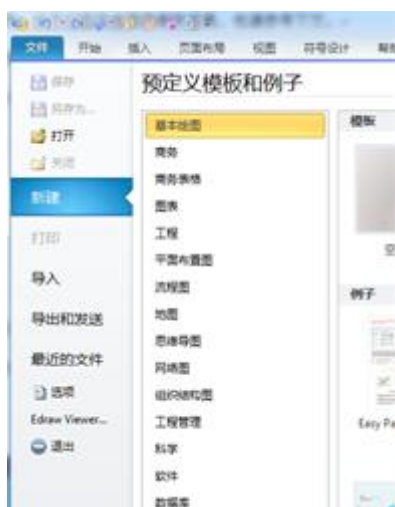 文件 开始 插入 页面布局 视图 符号设计
保存
另存为...
打开
关闭
新建
打印
导入
导出和发送
最近的文件
选项
Edraw Viewer...
退出
预定义模板和例子
基本绘图
商务
商务表格
图表
工程
平面布置图
流程图
地图
思维导图
网络图
组织结构图
工程管理
科学
软件
数据库
模板
例子
Easy Pa